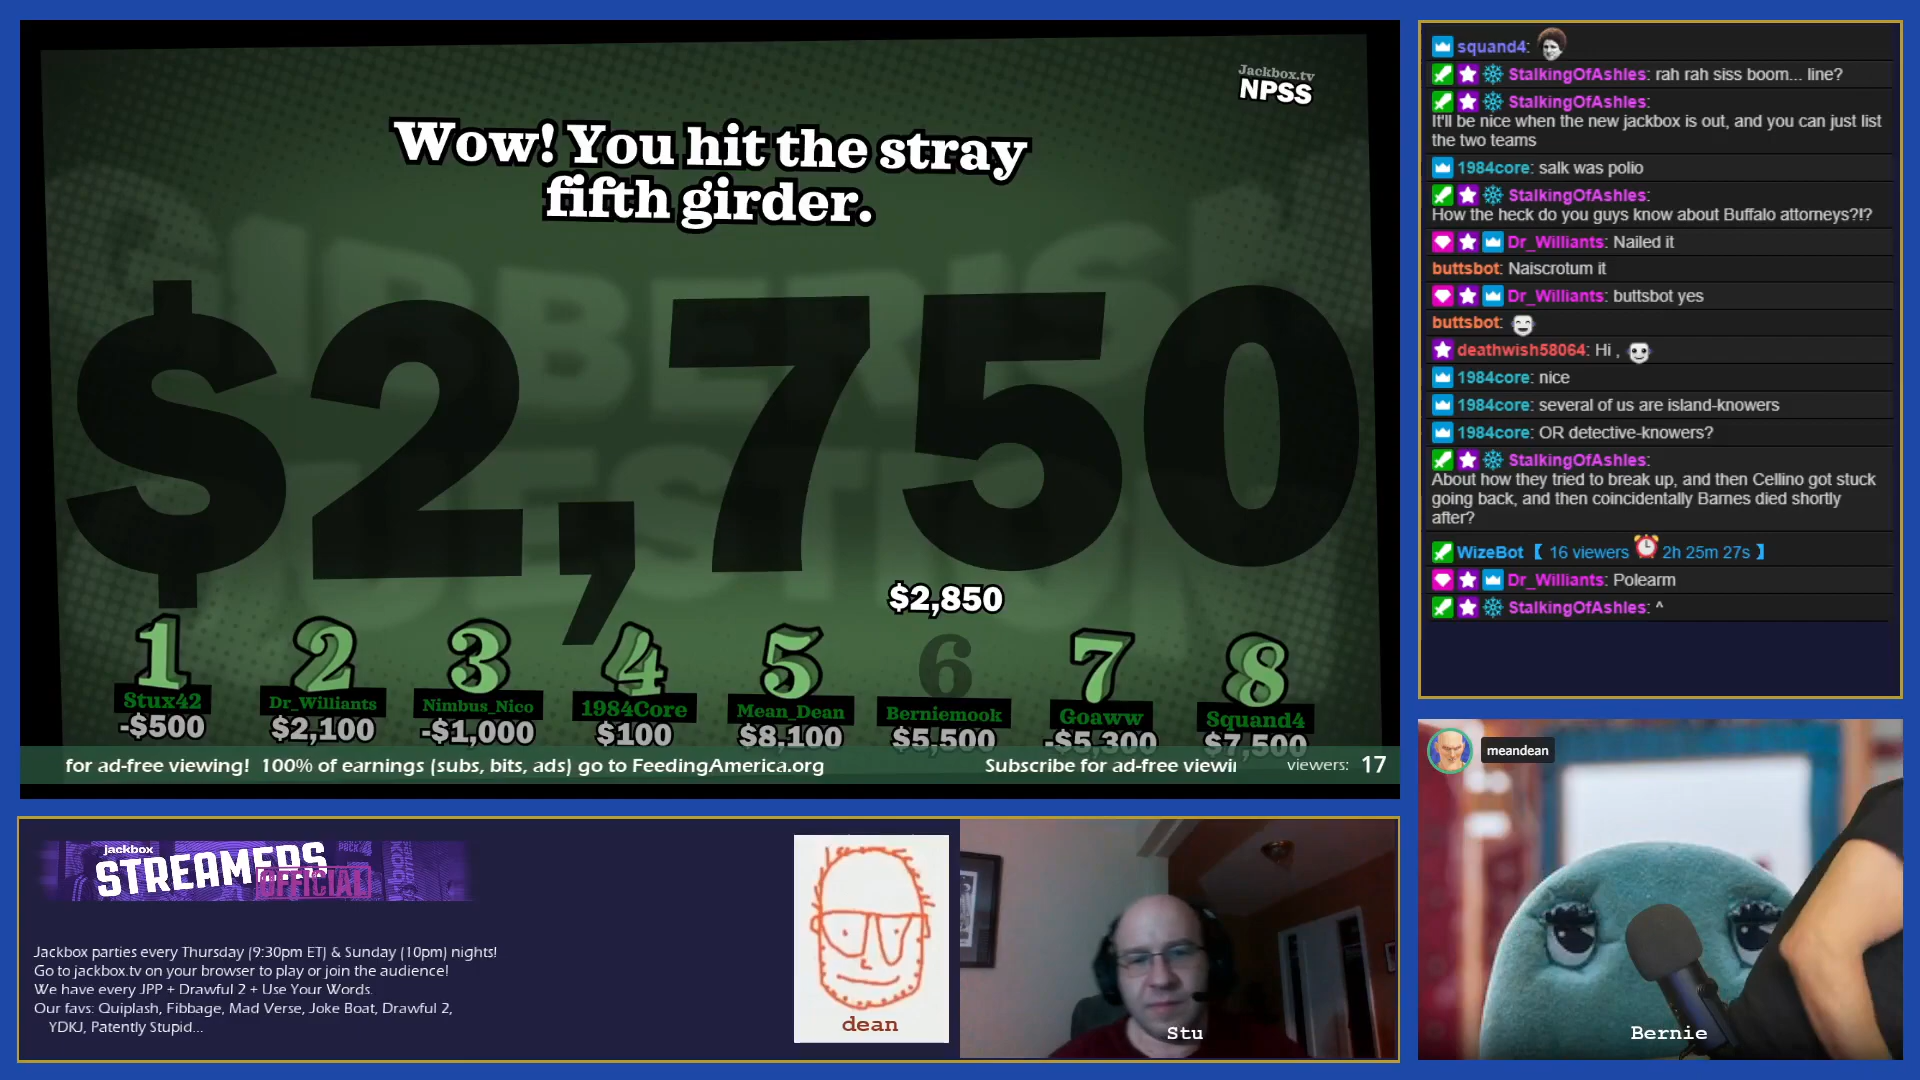 Jackbox.tv
NPSS
Wow! You hit the stray
fifth girder.
GIBBERISH
QUESTION
$2,750
$2,850
1
2
3
4
5
6
7
8
Stux42
Dr_Williants
Nimbus_Nico
1984Core
Mean_Dean
Berniemook
Goaww
Squand4
-$500
$2,100
-$1,000
$100
$8,100
$5,500
-$5,300
$7,500
for ad-free viewing!  100% of earnings (subs, bits, ads) go to FeedingAmerica.org
Subscribe for ad-free viewi
viewers: 17
squand4:
StalkingOfAshles: rah rah siss boom... line?
StalkingOfAshles:
It'll be nice when the new jackbox is out, and you can just list
the two teams
1984core: salk was polio
StalkingOfAshles:
How the heck do you guys know about Buffalo attorneys?!?
Dr_Williants: Nailed it
buttsbot: Naiscrotum it
Dr_Williants: buttsbot yes
buttsbot:
deathwish58064: Hi ,
1984core: nice
1984core: several of us are island-knowers
1984core: OR detective-knowers?
StalkingOfAshles:
About how they tried to break up, and then Cellino got stuck
going back, and then coincidentally Barnes died shortly
after?
WizeBot 【 16 viewers 2h 25m 27s 】
Dr_Williants: Polearm
StalkingOfAshles: ^
jackbox
STREAMERS
OFFICIAL
Jackbox parties every Thursday (9:30pm ET) & Sunday (10pm) nights!
Go to jackbox.tv on your browser to play or join the audience!
We have every JPP + Drawful 2 + Use Your Words.
Our favs: Quiplash, Fibbage, Mad Verse, Joke Boat, Drawful 2,
YDKJ, Patently Stupid...
dean
Stu
meandean
Bernie